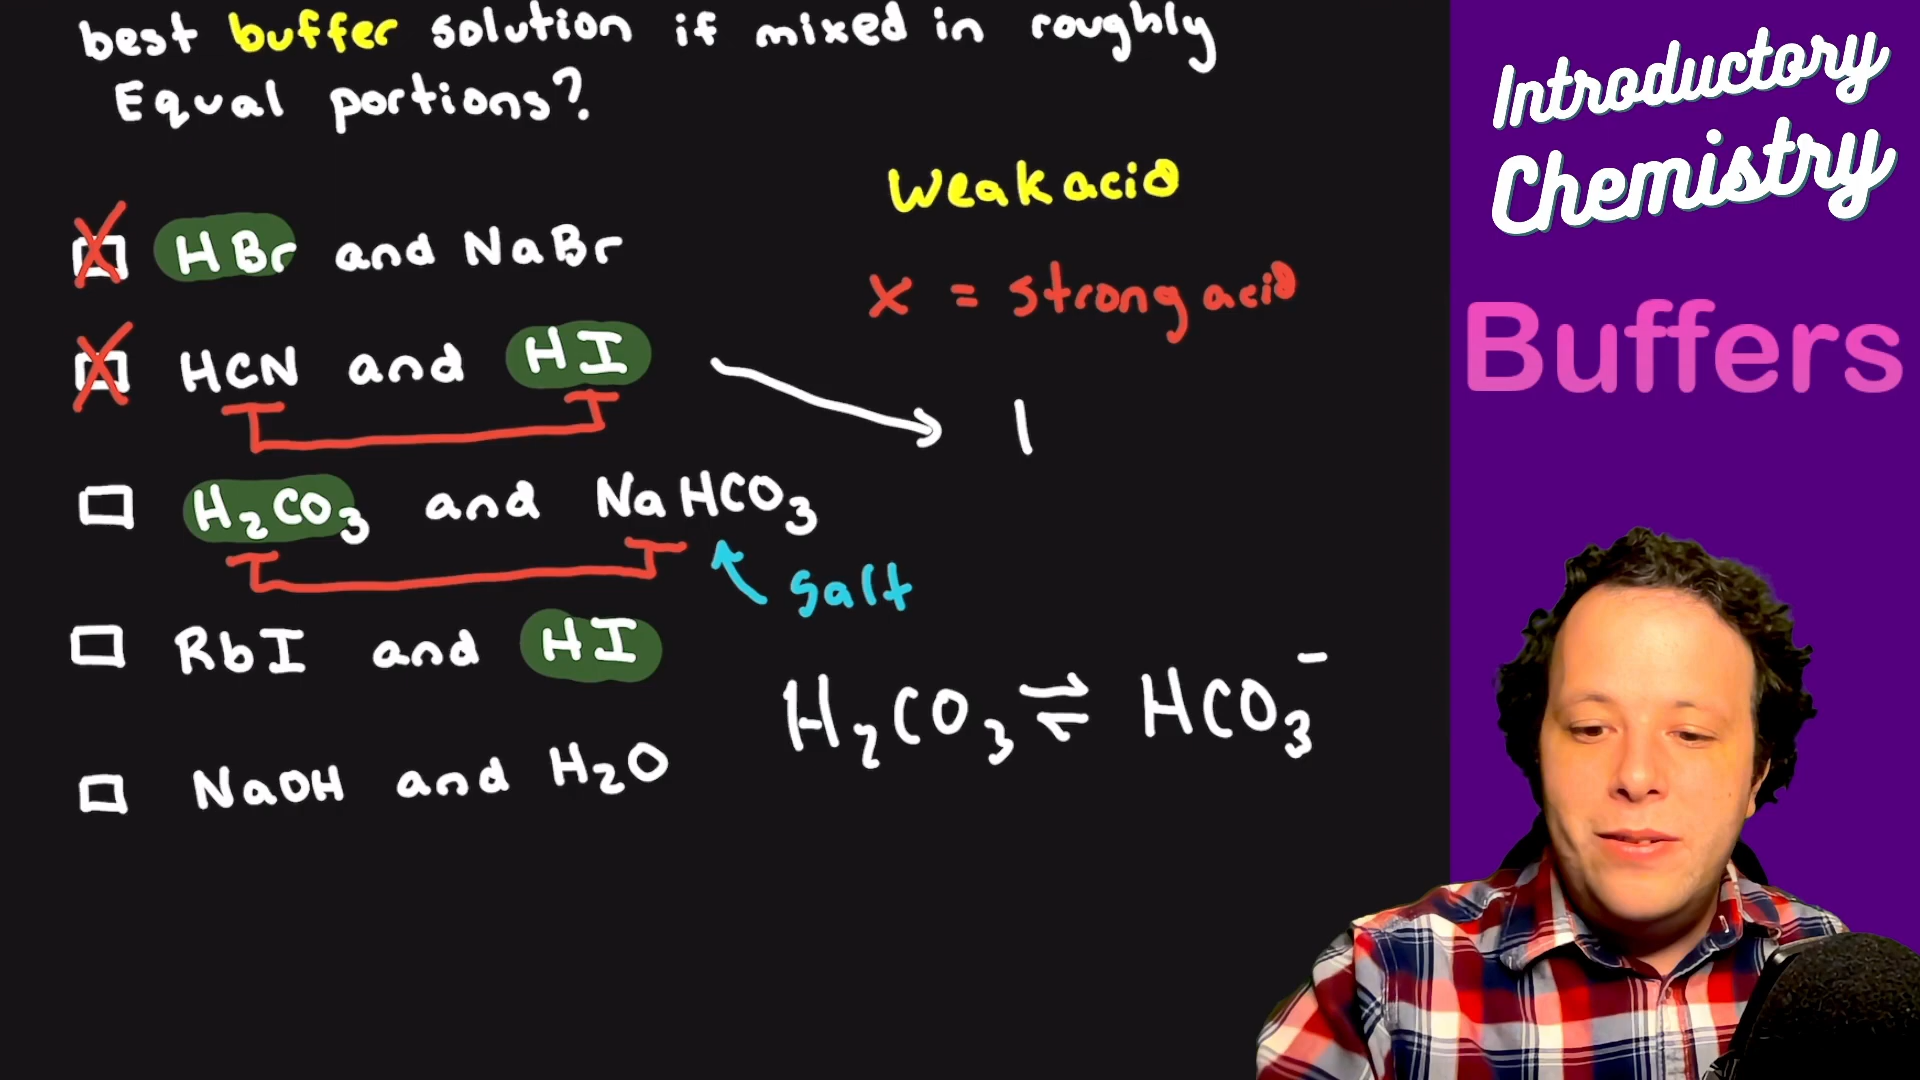 best buffer solution if mixed in roughly
Equal portions?
Weak acid
x = strong acid
HBr and NaBr
HCN and HI
H₂CO₃ and NaHCO₃
salt
RbI and HI
H₂CO₃ ⇌ HCO₃⁻
NaOH and H₂O
Introductory
Chemistry
Buffers